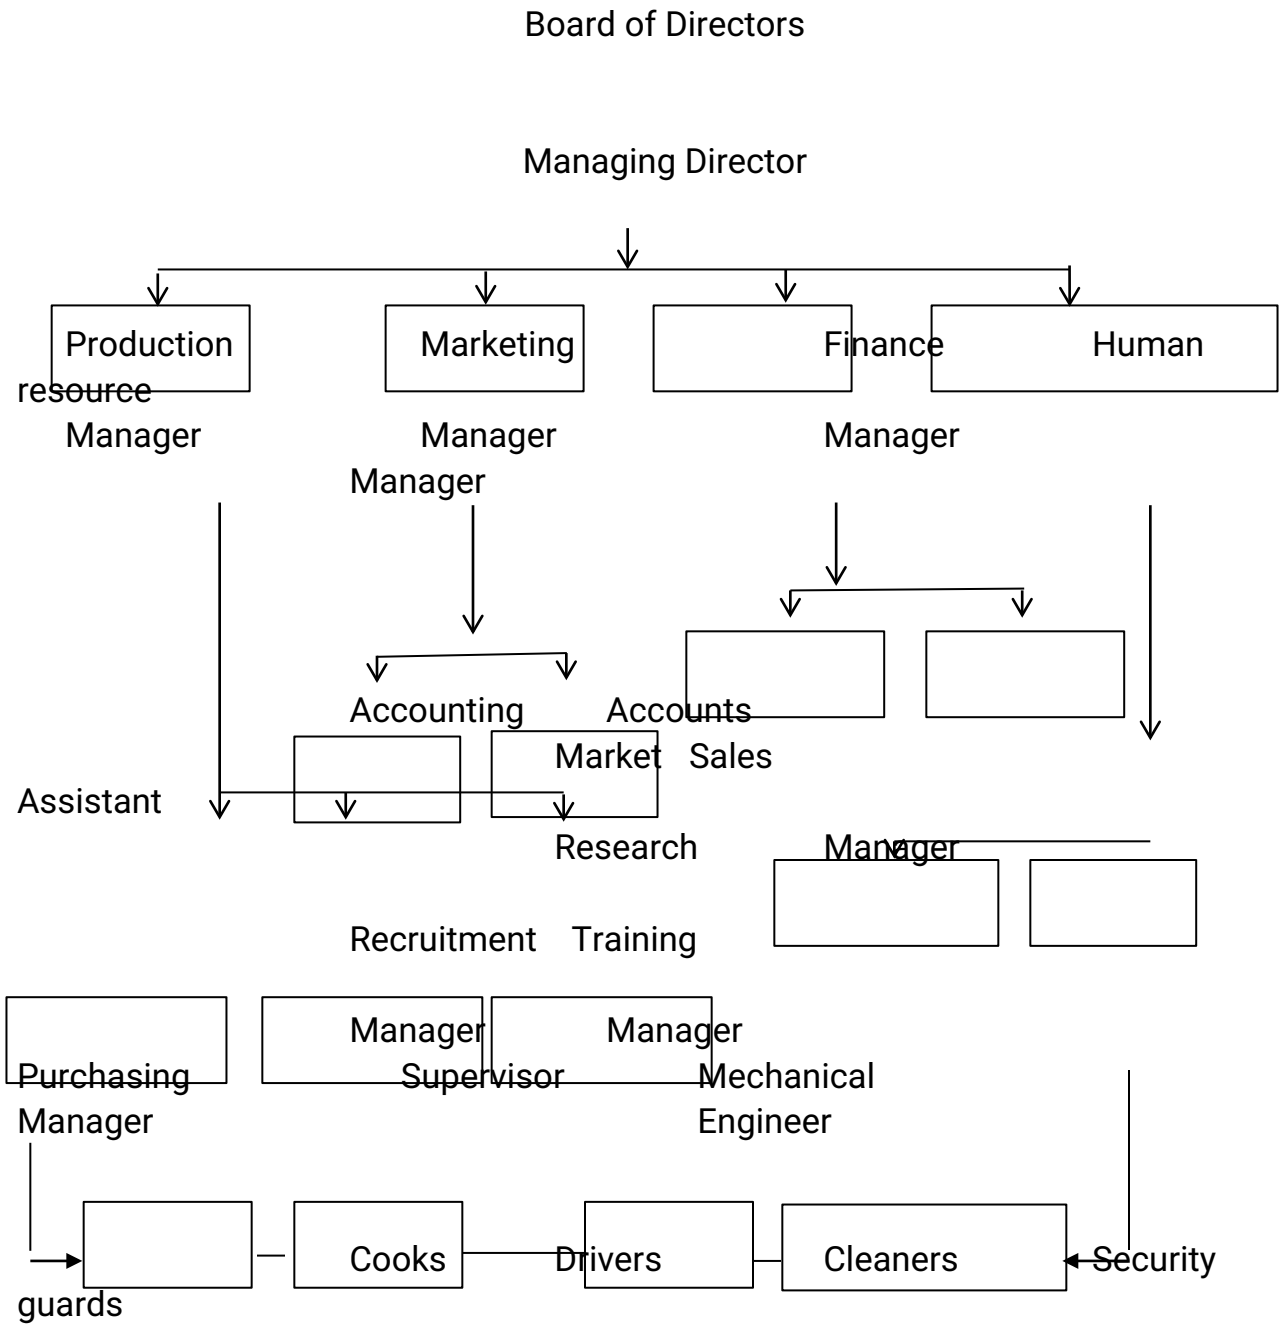 Board of Directors
Managing Director
Production Marketing Finance Human
resource
Manager Manager Manager
Manager
Accounting Accounts
Market Sales
Assistant
Research Manager
Recruitment Training
Manager Manager
Purchasing Supervisor Mechanical
Manager Engineer
Cooks Drivers Cleaners Security
guards